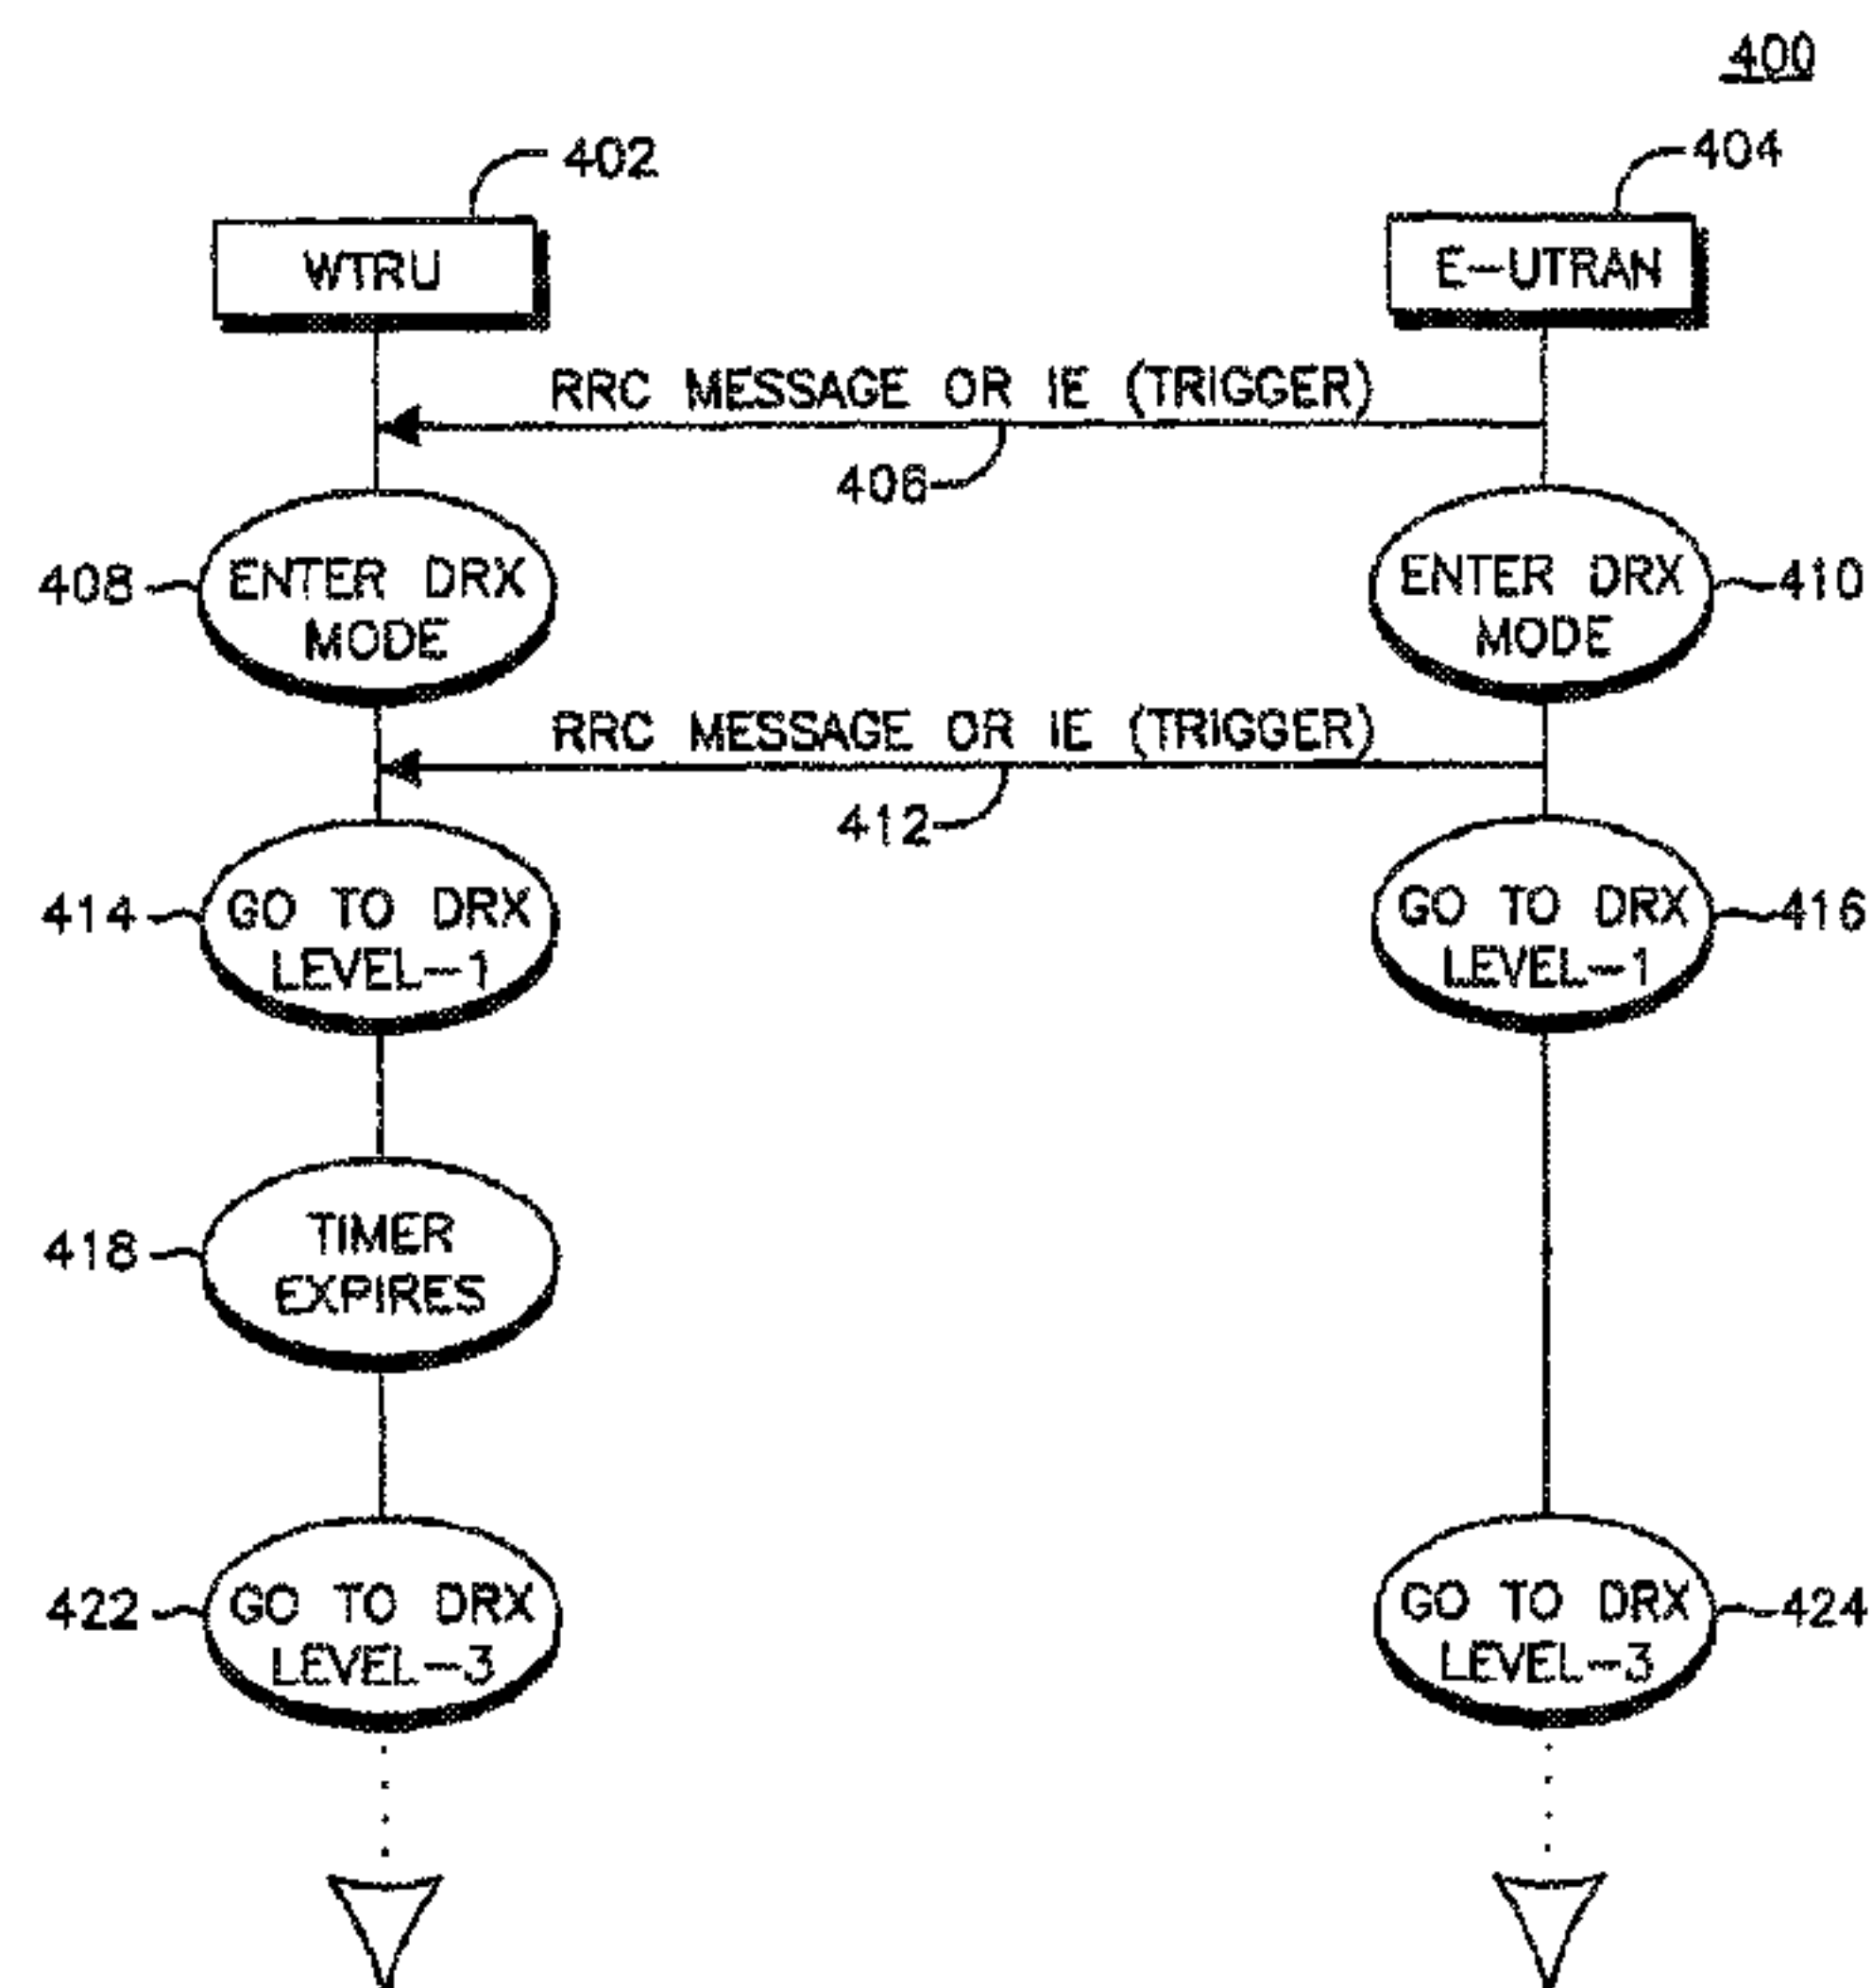 400
402
404
WTRU
E-UTRAN
RRC MESSAGE OR IE (TRIGGER)
406
408
ENTER DRX
MODE
ENTER DRX
MODE
410
RRC MESSAGE OR IE (TRIGGER)
412
414
GO TO DRX
LEVEL-1
GO TO DRX
LEVEL-1
416
418
TIMER
EXPIRES
422
GO TO DRX
LEVEL-3
GO TO DRX
LEVEL-3
424